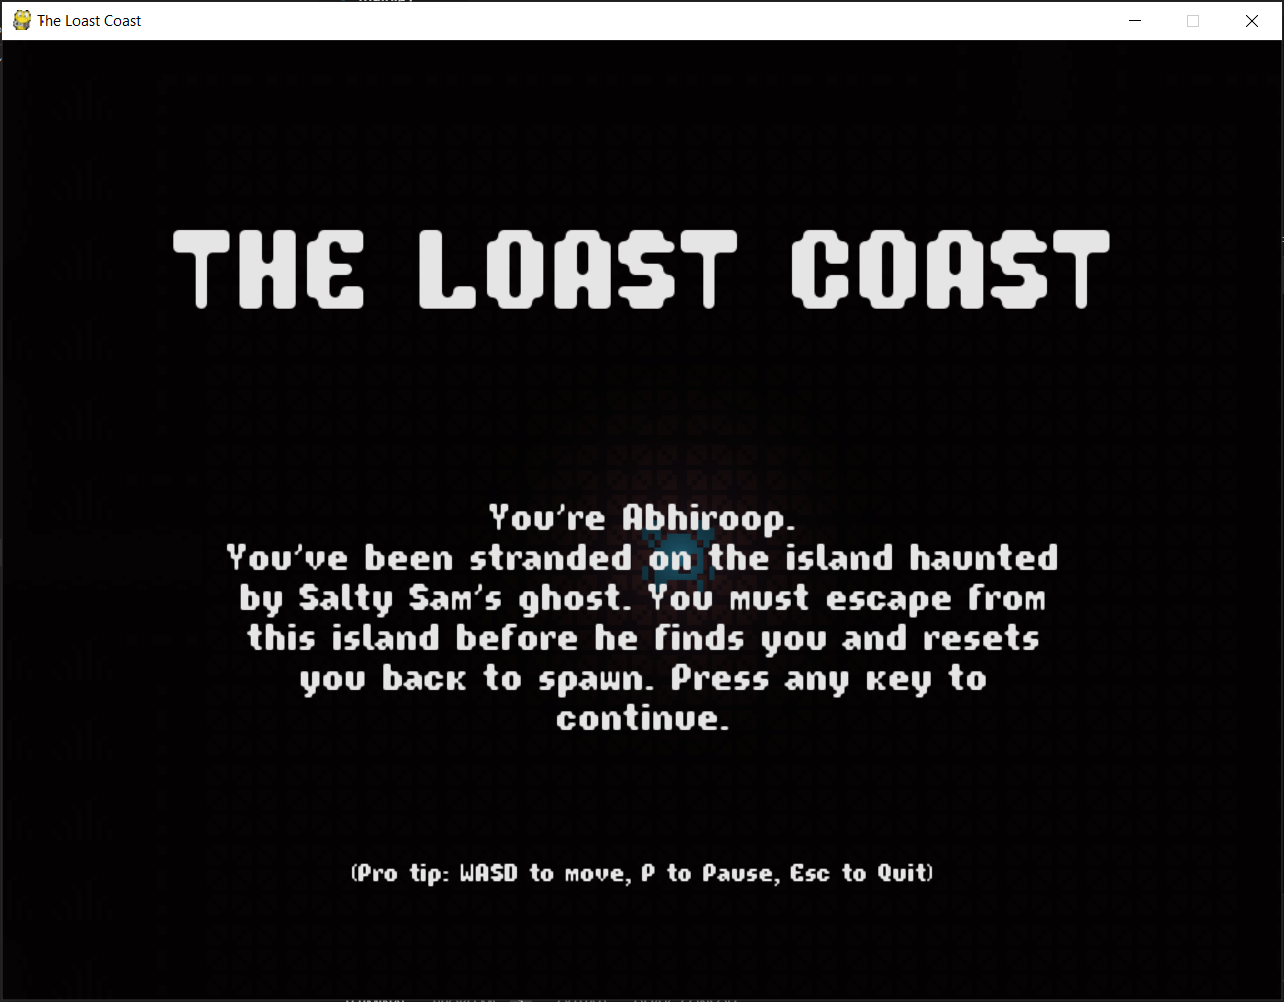 The Loast Coast
THE LOAST COAST
You're Abhiroop.
You've been stranded on the island haunted
by Salty Sam's ghost. You must escape from
this island before he finds you and resets
you back to spawn. Press any key to
continue.
(Pro tip: WASD to move, P to Pause, Esc to Quit)